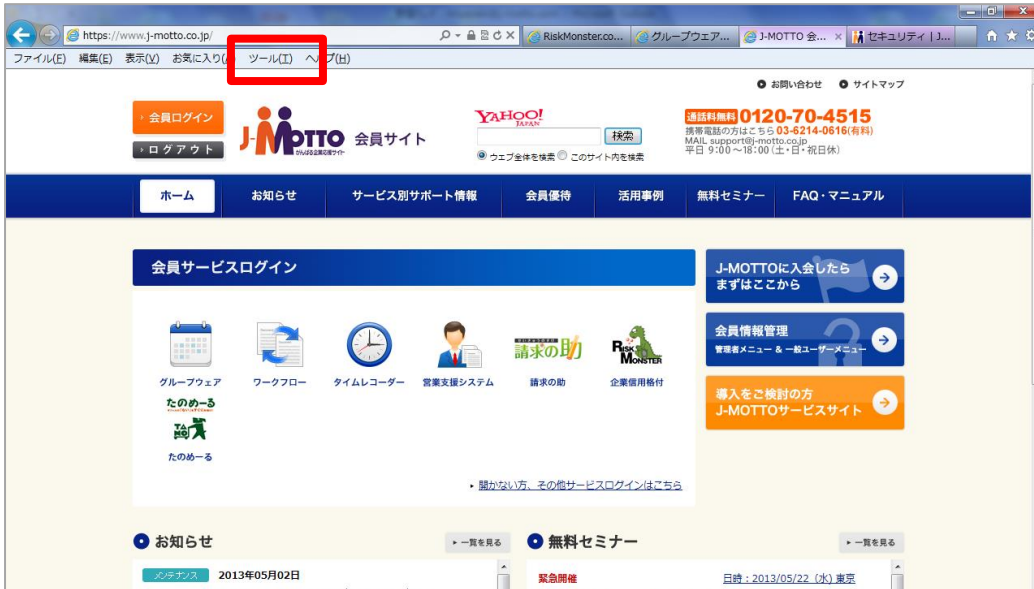 https://www.j-motto.co.jp/
RiskMonster.co...
グループウェア...
J-MOTTO 会...
セキュリティ | J...
ファイル(F) 編集(E) 表示(V) お気に入り(A) ツール(T) ヘルプ(H)
お問い合わせ サイトマップ
会員ログイン
ログアウト
J-MOTTO 会員サイト
がんばる企業応援サイト
YAHOO!
JAPAN
検索
ウェブ全体を検索 このサイト内を検索
通話料無料 0120-70-4515
携帯電話の方はこちら 03-6214-0616(有料)
MAIL support@j-motto.co.jp
平日 9:00~18:00(土・日・祝日休)
ホーム お知らせ サービス別サポート情報 会員優待 活用事例 無料セミナー FAQ・マニュアル
会員サービスログイン
請求の助
RISK MONSTER
グループウェア ワークフロー タイムレコーダー 営業支援システム 請求の助 企業信用格付
たのめーる
たのめーる
開かない方、その他サービスログインはこちら
J-MOTTOに入会したら
まずはここから
会員情報管理
管理者メニュー & 一般ユーザーメニュー
導入をご検討の方
J-MOTTOサービスサイト
お知らせ 一覧を見る
無料セミナー 一覧を見る
メンテナンス 2013年05月02日
緊急開催 日時:2013/05/22 (水) 東京